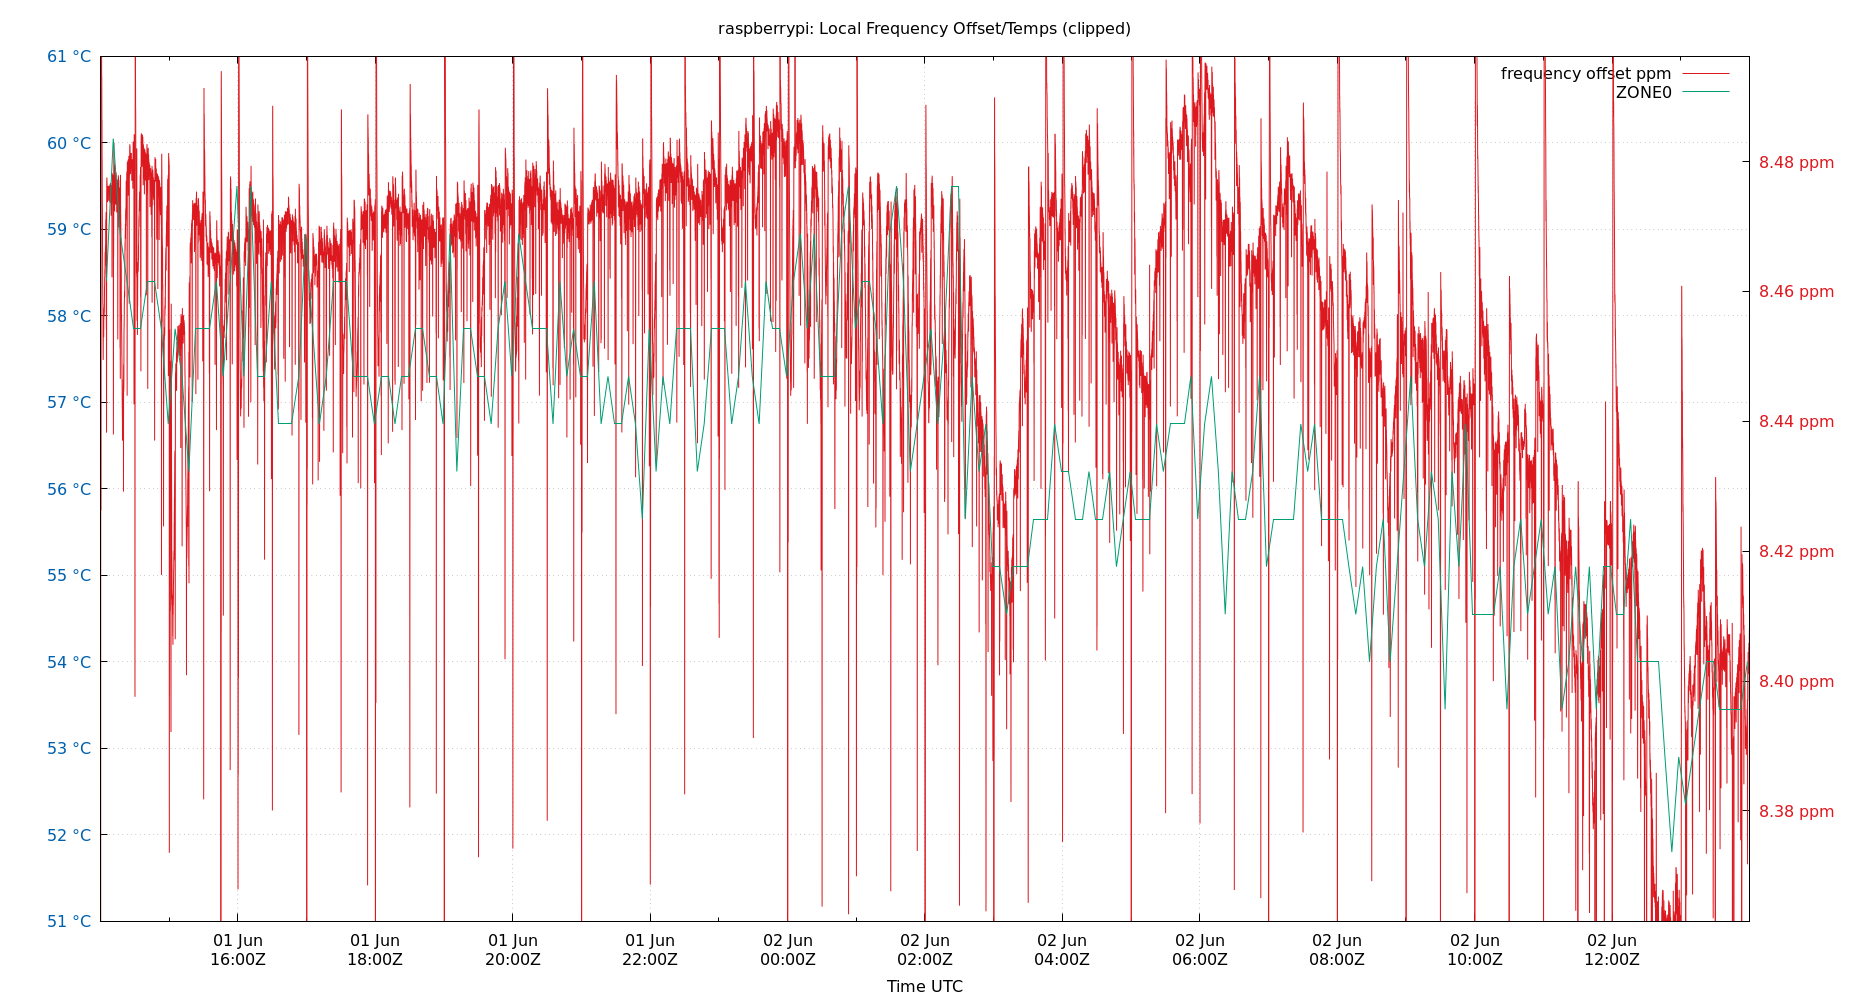 raspberrypi: Local Frequency Offset/Temps (clipped)
61 °C
60 °C
59 °C
58 °C
57 °C
56 °C
55 °C
54 °C
53 °C
52 °C
51 °C
frequency offset ppm
ZONE0
8.48 ppm
8.46 ppm
8.44 ppm
8.42 ppm
8.40 ppm
8.38 ppm
01 Jun
16:00Z
01 Jun
18:00Z
01 Jun
20:00Z
01 Jun
22:00Z
02 Jun
00:00Z
02 Jun
02:00Z
02 Jun
04:00Z
02 Jun
06:00Z
02 Jun
08:00Z
02 Jun
10:00Z
02 Jun
12:00Z
Time UTC